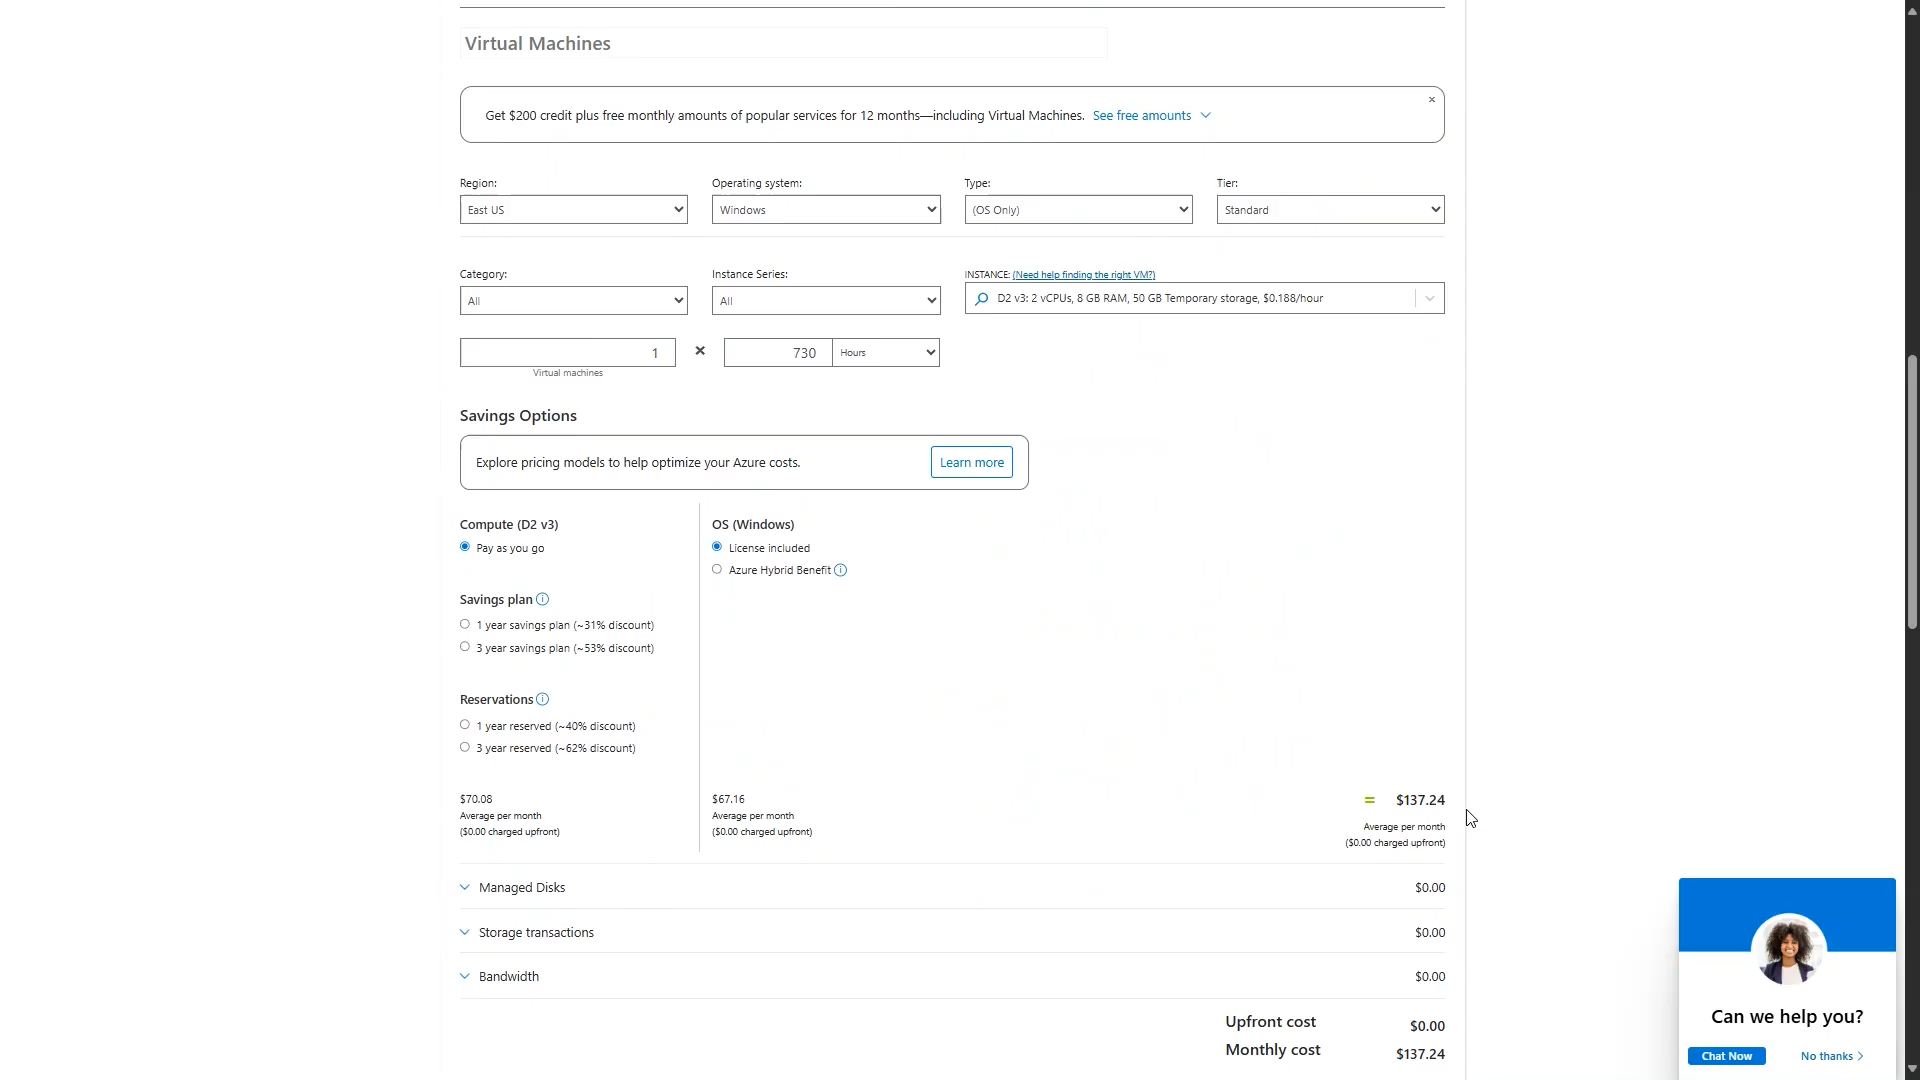 Virtual Machines
Get $200 credit plus free monthly amounts of popular services for 12 months—including Virtual Machines. See free amounts
×
Region:
Operating system:
Type:
Tier:
East US
Windows
(OS Only)
Standard
Category:
Instance Series:
INSTANCE: (Need help finding the right VM?)
All
All
D2 v3: 2 vCPUs, 8 GB RAM, 50 GB Temporary storage, $0.188/hour
1 × 730 Hours
Virtual machines
Savings Options
Explore pricing models to help optimize your Azure costs.
Learn more
Compute (D2 v3)
Pay as you go
Savings plan
1 year savings plan (~31% discount)
3 year savings plan (~53% discount)
Reservations
1 year reserved (~40% discount)
3 year reserved (~62% discount)
$70.08
Average per month
($0.00 charged upfront)
OS (Windows)
License included
Azure Hybrid Benefit
$67.16
Average per month
($0.00 charged upfront)
= $137.24
Average per month
($0.00 charged upfront)
Managed Disks $0.00
Storage transactions $0.00
Bandwidth $0.00
Upfront cost $0.00
Monthly cost $137.24
Can we help you?
Chat Now
No thanks